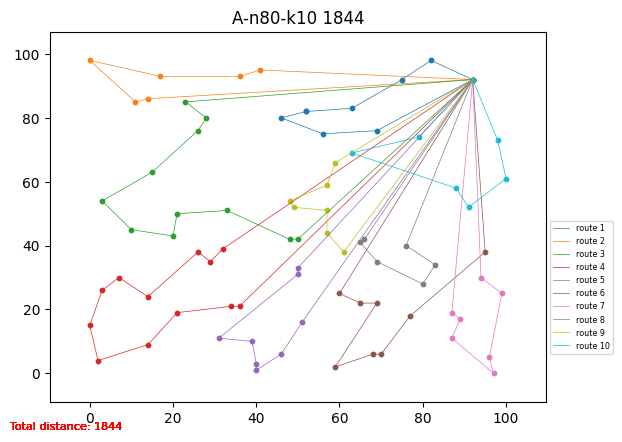 A-n80-k10 1844
100
80
60
40
20
0
0
20
40
60
80
100
route 1
route 2
route 3
route 4
route 5
route 6
route 7
route 8
route 9
route 10
Total distance: 1844